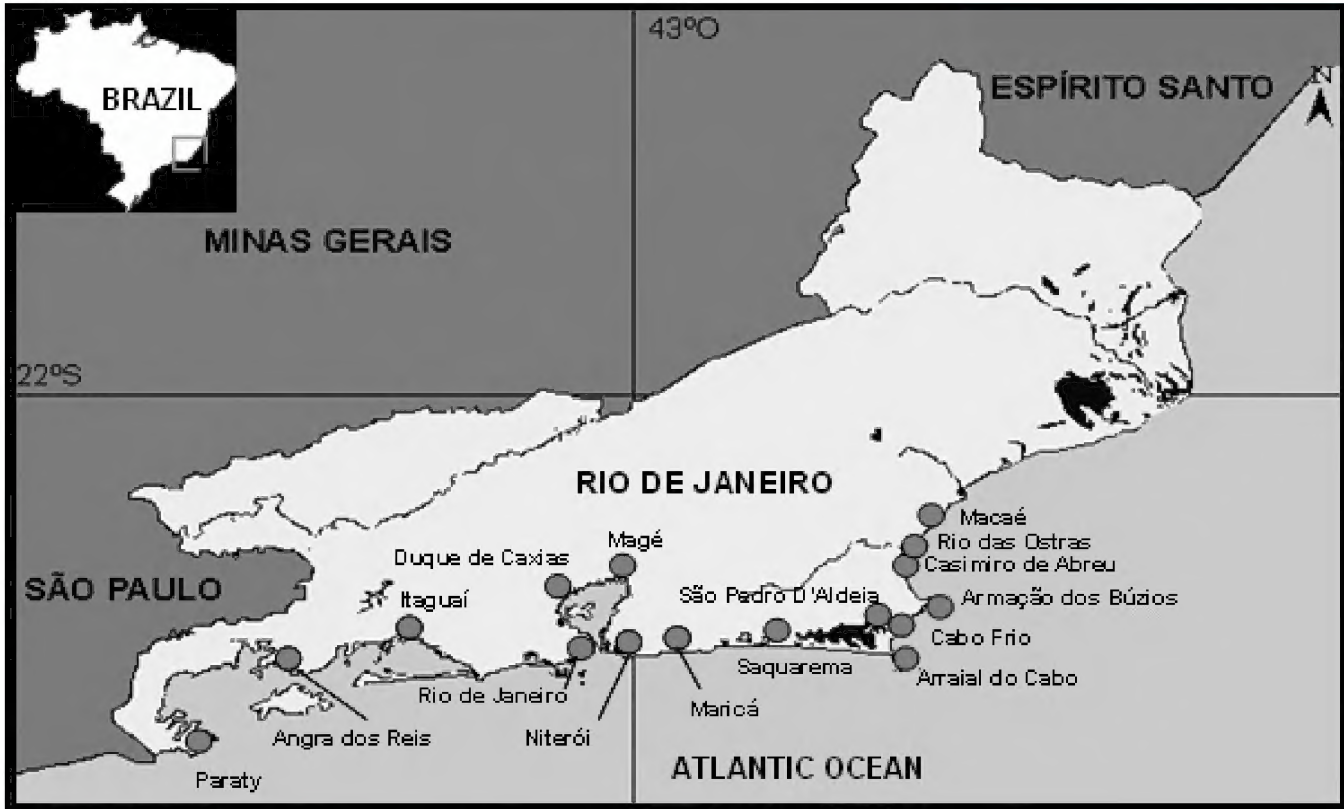 43ºO
N
ESPÍRITO SANTO
BRAZIL
MINAS GERAIS
22ºS
RIO DE JANEIRO
Macaé
Magé
Rio das Ostras
Duque de Caxias
Casimiro de Abreu
SÃO PAULO
Itaguaí
São Pedro D'Aldeia
Armação dos Búzios
Cabo Frio
Saquarema
Arraial do Cabo
Rio de Janeiro
Maricá
Angra dos Reis
Niterói
ATLANTIC OCEAN
Paraty